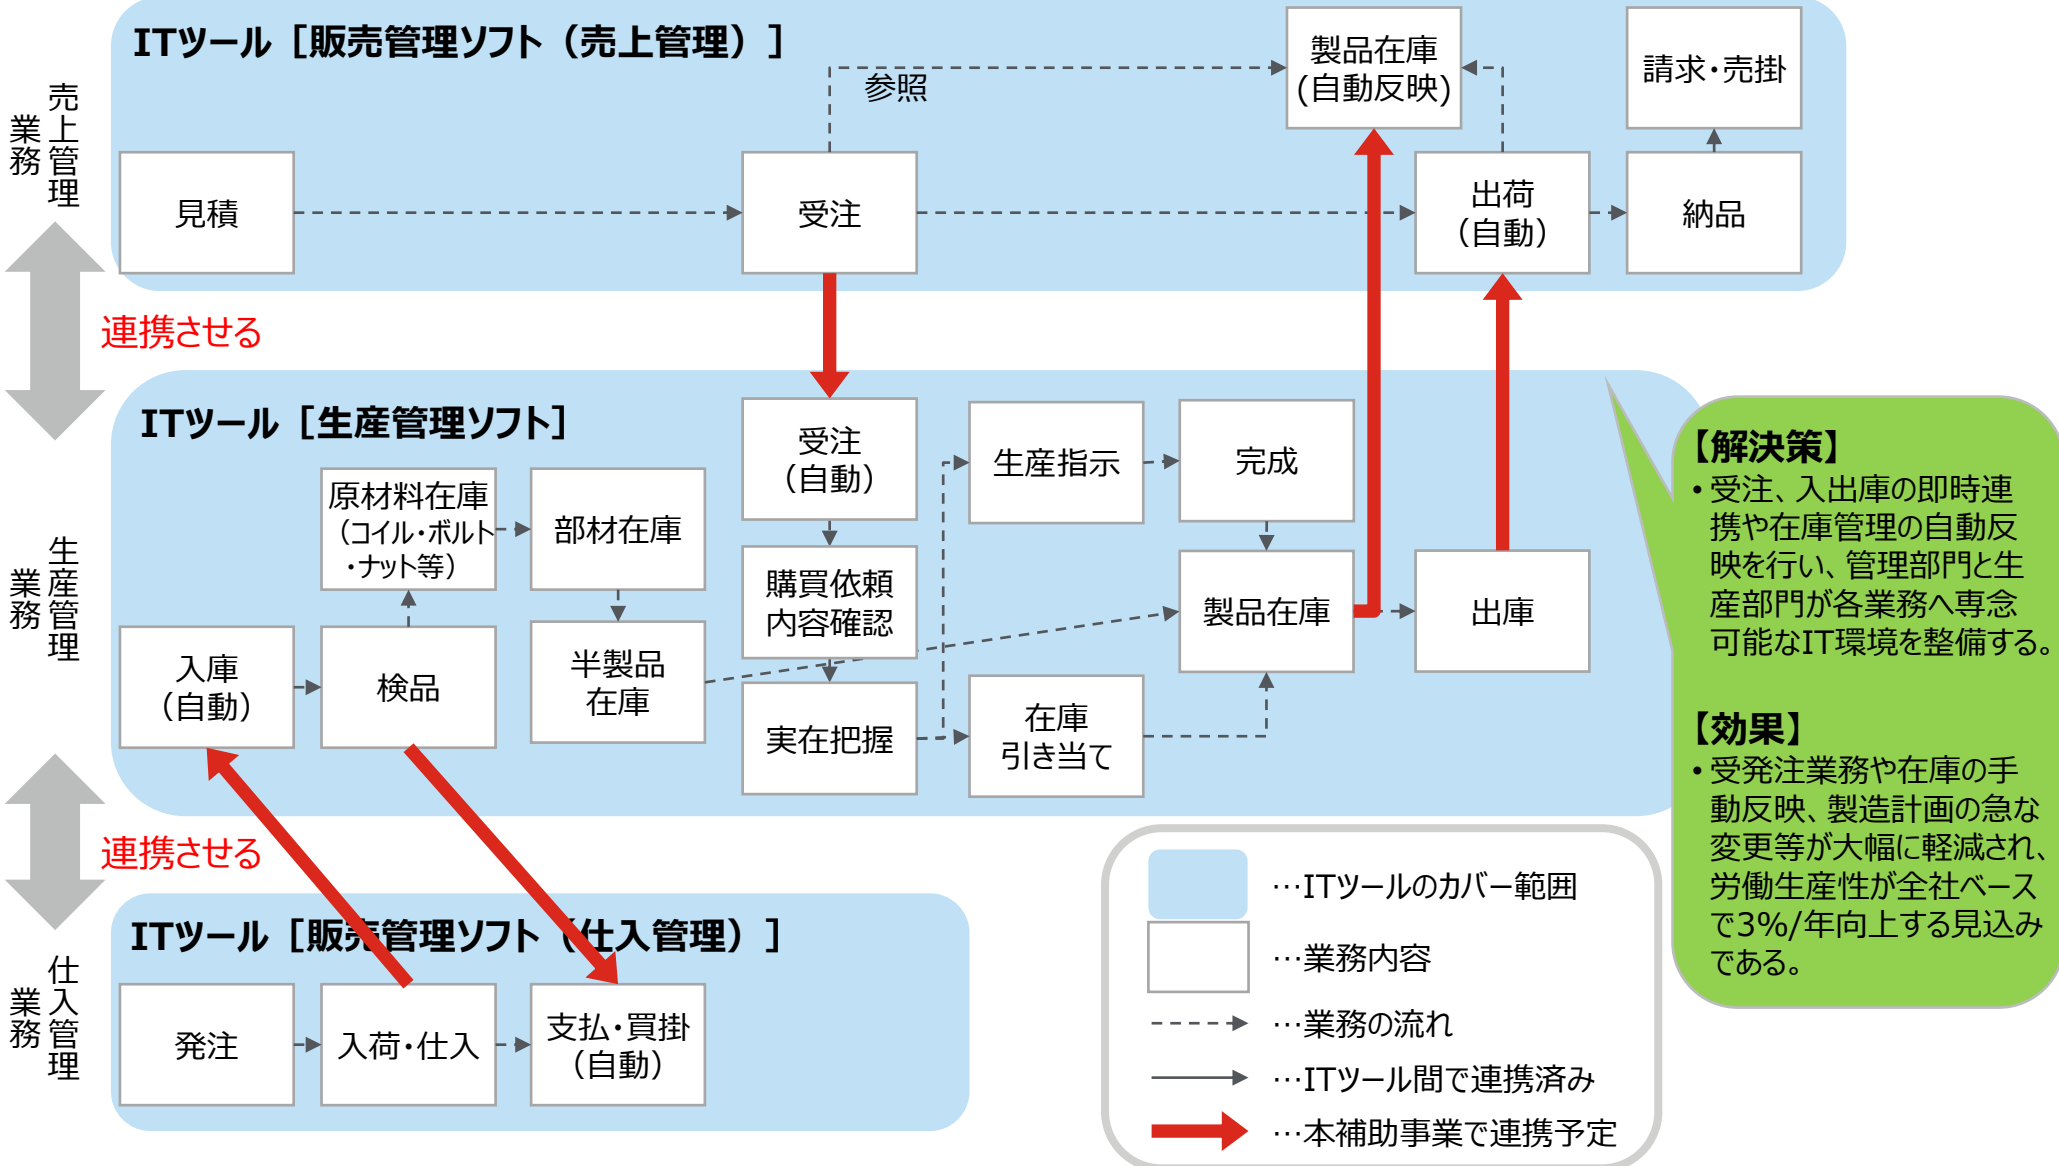 ITツール［販売管理ソフト（売上管理）］
売上管理
業務
参照
製品在庫
(自動反映)
請求・売掛
見積
受注
出荷
（自動）
納品
連携させる
ITツール［生産管理ソフト］
生産管理
業務
受注
（自動）
生産指示
完成
原材料在庫
（コイル・ボルト
・ナット等）
部材在庫
購買依頼
内容確認
製品在庫
出庫
入庫
（自動）
検品
半製品
在庫
実在把握
在庫
引き当て
【解決策】
・受注、入出庫の即時連
携や在庫管理の自動反
映を行い、管理部門と生
産部門が各業務へ専念
可能なIT環境を整備する。
【効果】
・受発注業務や在庫の手
動反映、製造計画の急な
変更等が大幅に軽減され、
労働生産性が全社ベース
で3%/年向上する見込み
である。
連携させる
ITツール［販売管理ソフト（仕入管理）］
仕入管理
業務
発注
入荷・仕入
支払・買掛
（自動）
…ITツールのカバー範囲
…業務内容
…業務の流れ
…ITツール間で連携済み
…本補助事業で連携予定